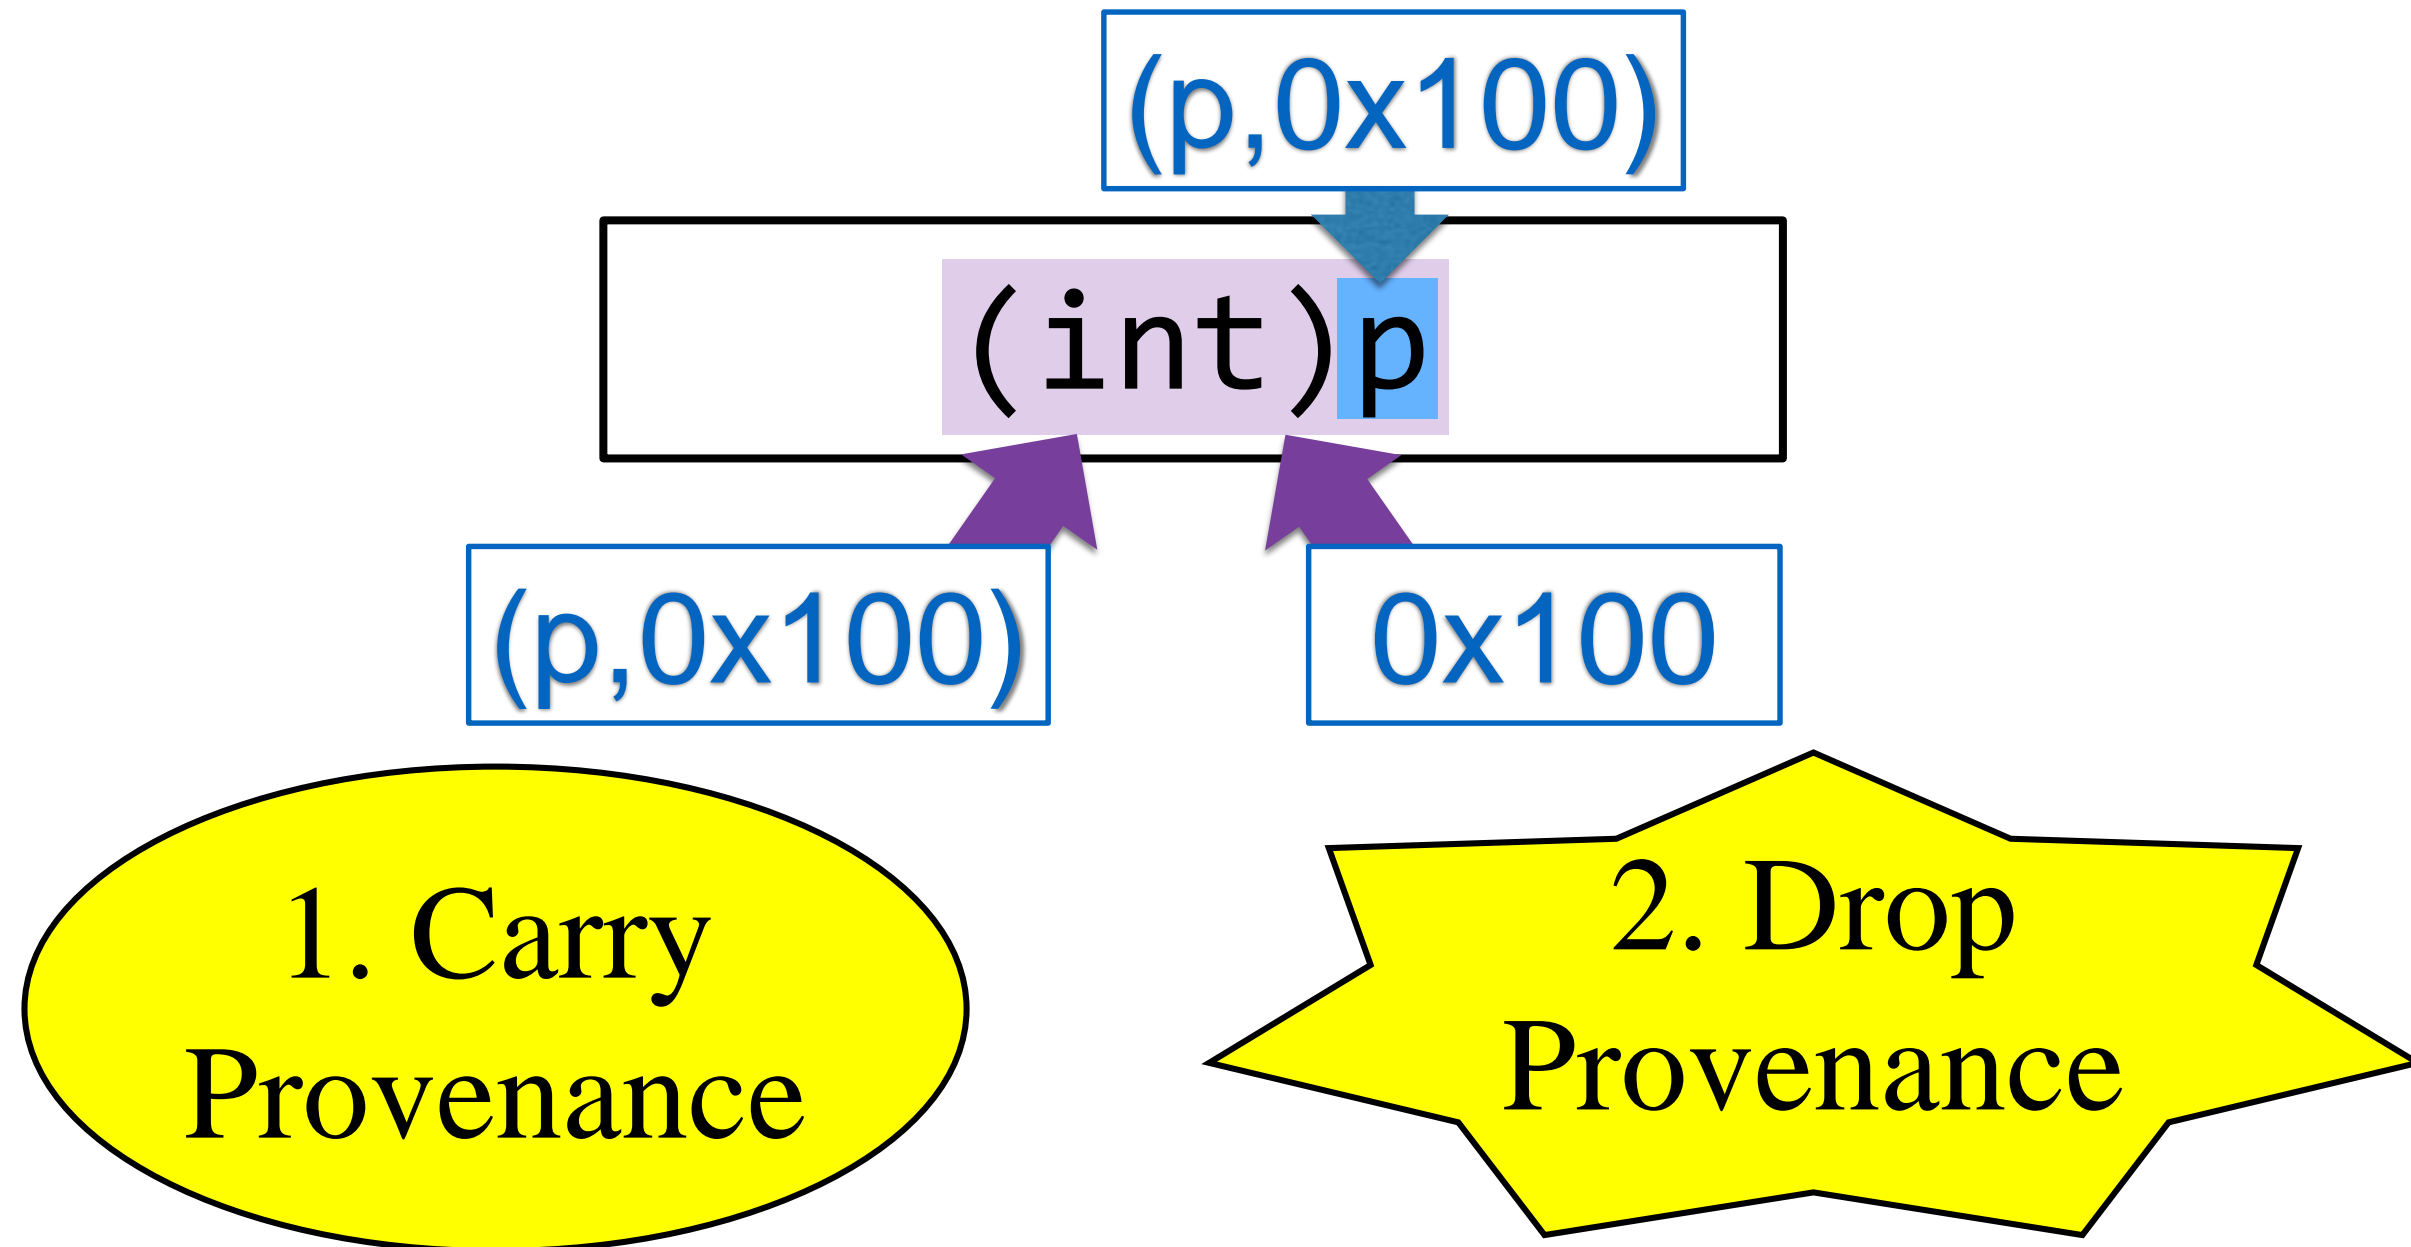 (p,0x100)
(int)p
(p,0x100)
0x100
1. Carry
Provenance
2. Drop
Provenance